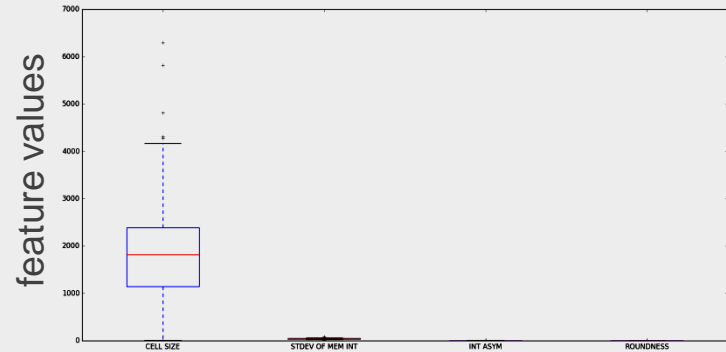 feature values
7000
6000
5000
4000
3000
2000
1000
0
CELL SIZE
STDEV OF MEM INT
INT ASYM
ROUNDNESS